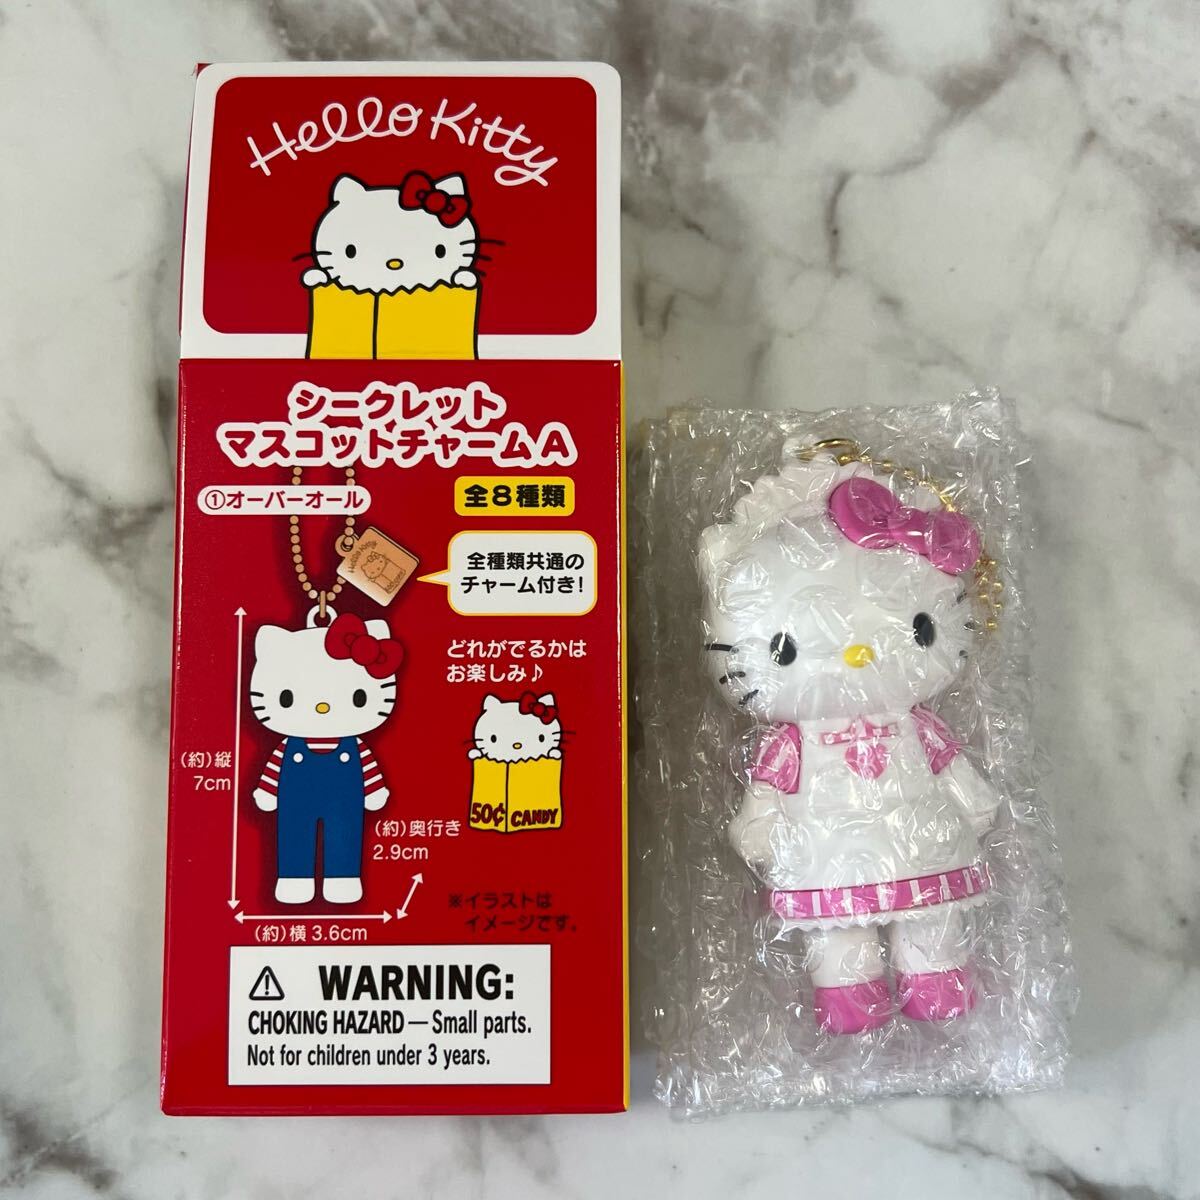 Hello Kitty
シークレット
マスコットチャームA
①オーバーオール
全8種類
Hello Kitty
全種類共通の
チャーム付き!
どれがでるかは
お楽しみ♪
(約)縦
7cm
50¢ CANDY
(約)奥行き
2.9cm
(約)横 3.6cm
※イラストは
イメージです。
WARNING:
CHOKING HAZARD — Small parts.
Not for children under 3 years.